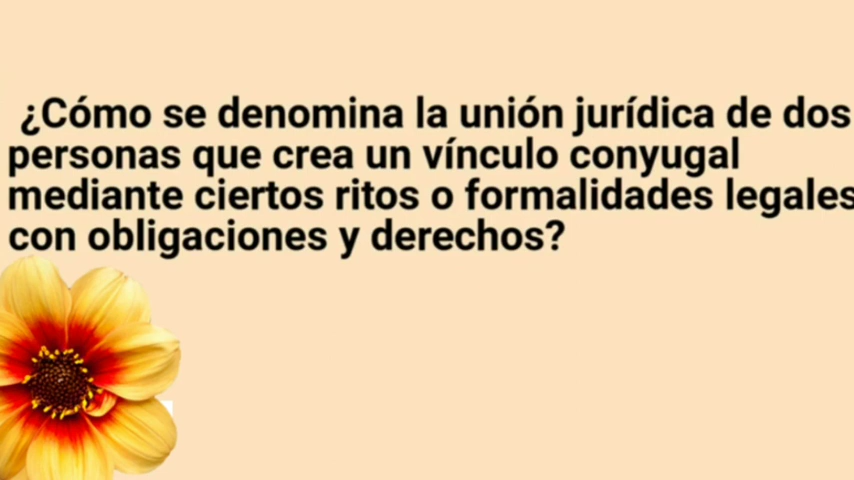 ¿Cómo se denomina la unión jurídica de dos
personas que crea un vínculo conyugal
mediante ciertos ritos o formalidades legales
con obligaciones y derechos?